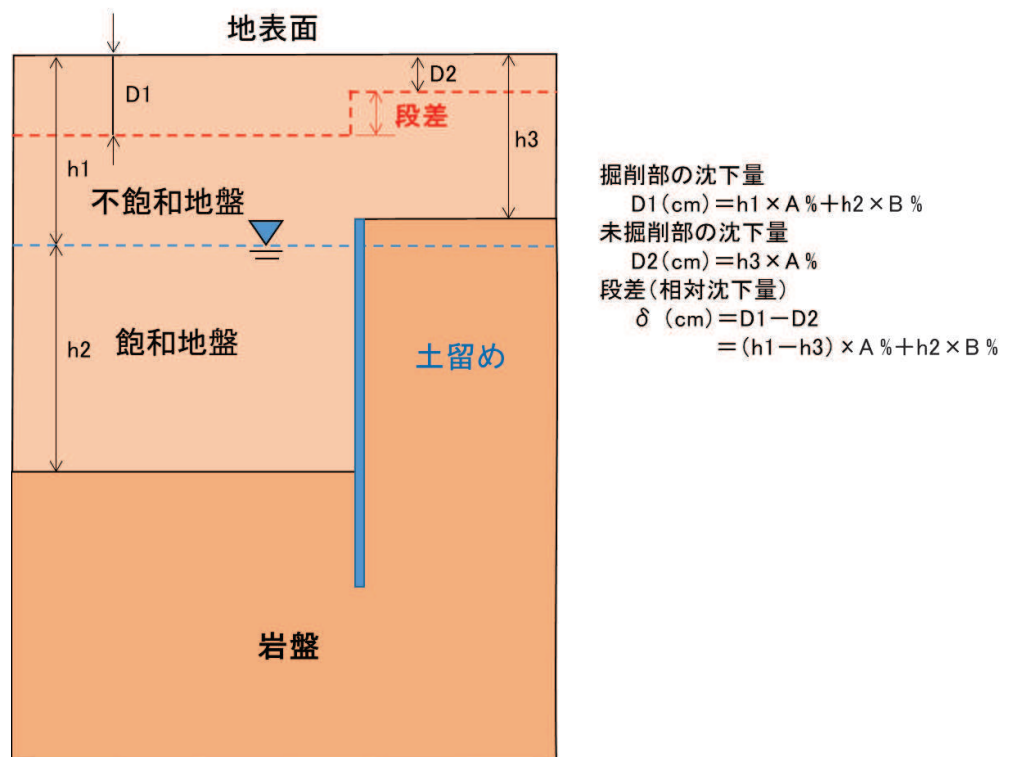 地表面
D1
D2
段差
h1
h3
不飽和地盤
h2
飽和地盤
土留め
岩盤
掘削部の沈下量
D1(cm)=h1×A%+h2×B%
未掘削部の沈下量
D2(cm)=h3×A%
段差(相対沈下量)
δ (cm)=D1-D2
=(h1-h3)×A%+h2×B%